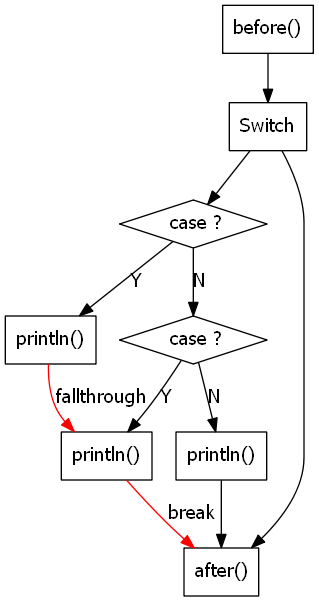 before()
Switch
case ?
Y
N
println()
case ?
fallthrough
Y
N
println()
println()
break
after()